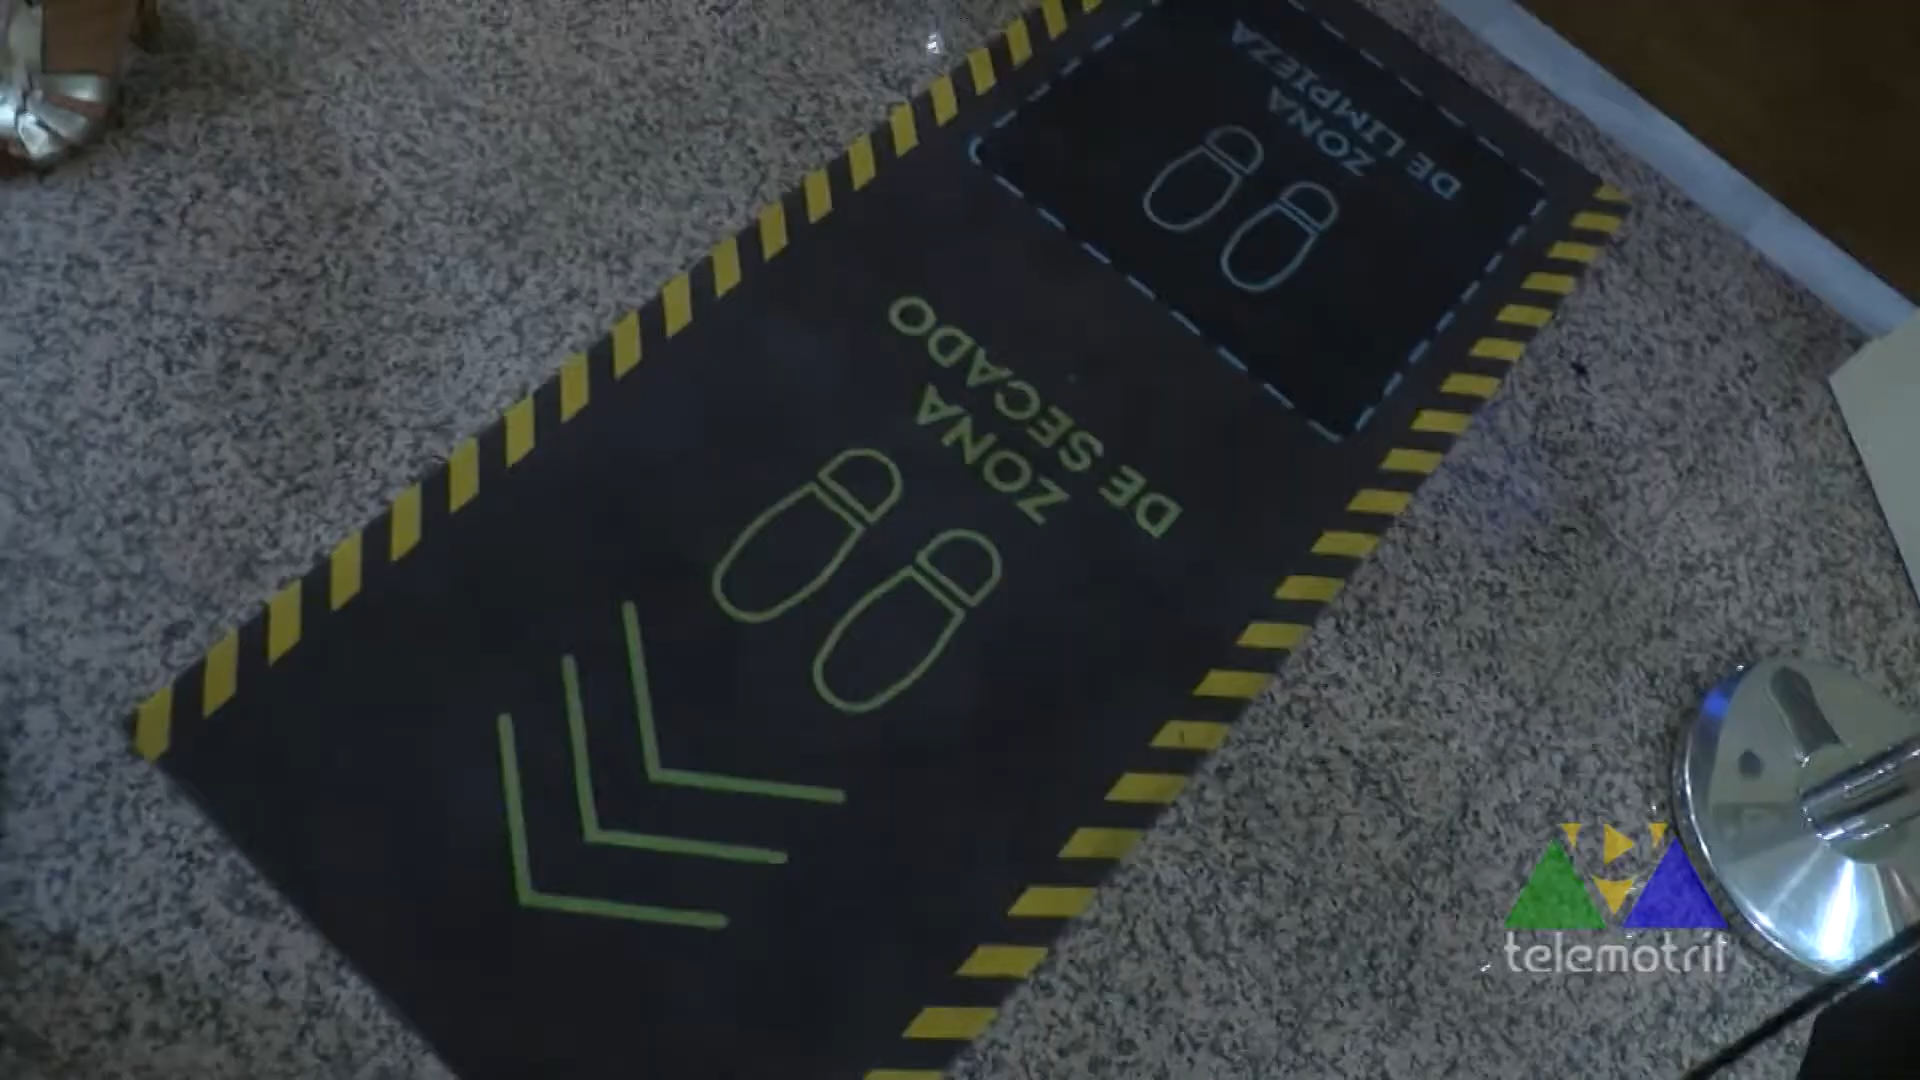 ZONA
DE LIMPIEZA
ZONA
DE SECADO
telemotril